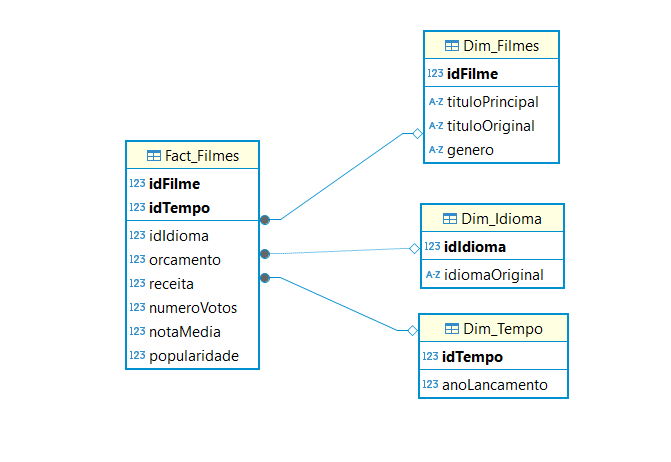 Fact_Filmes
123 idFilme
123 idTempo
123 idIdioma
123 orcamento
123 receita
123 numeroVotos
123 notaMedia
123 popularidade
Dim_Filmes
123 idFilme
A-Z tituloPrincipal
A-Z tituloOriginal
A-Z genero
Dim_Idioma
123 idIdioma
A-Z idiomaOriginal
Dim_Tempo
123 idTempo
123 anoLancamento